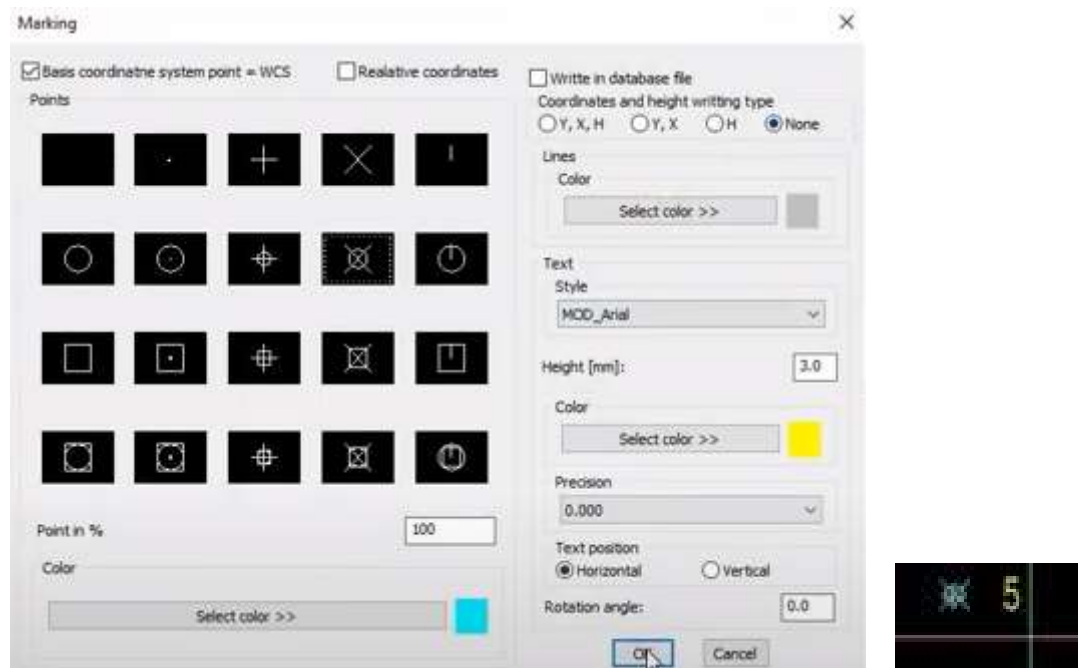 Marking
Basis coordinatne system point = WCS
Realative coordinates
Points
Point in %
100
Color
Select color >>
Writte in database file
Coordinates and height writting type
Y, X, H
Y, X
H
None
Lines
Color
Select color >>
Text
Style
MOD_Arial
Height [mm]:
3.0
Color
Select color >>
Precision
0.000
Text position
Horizontal
Vertical
Rotation angle:
0.0
OK
Cancel
5